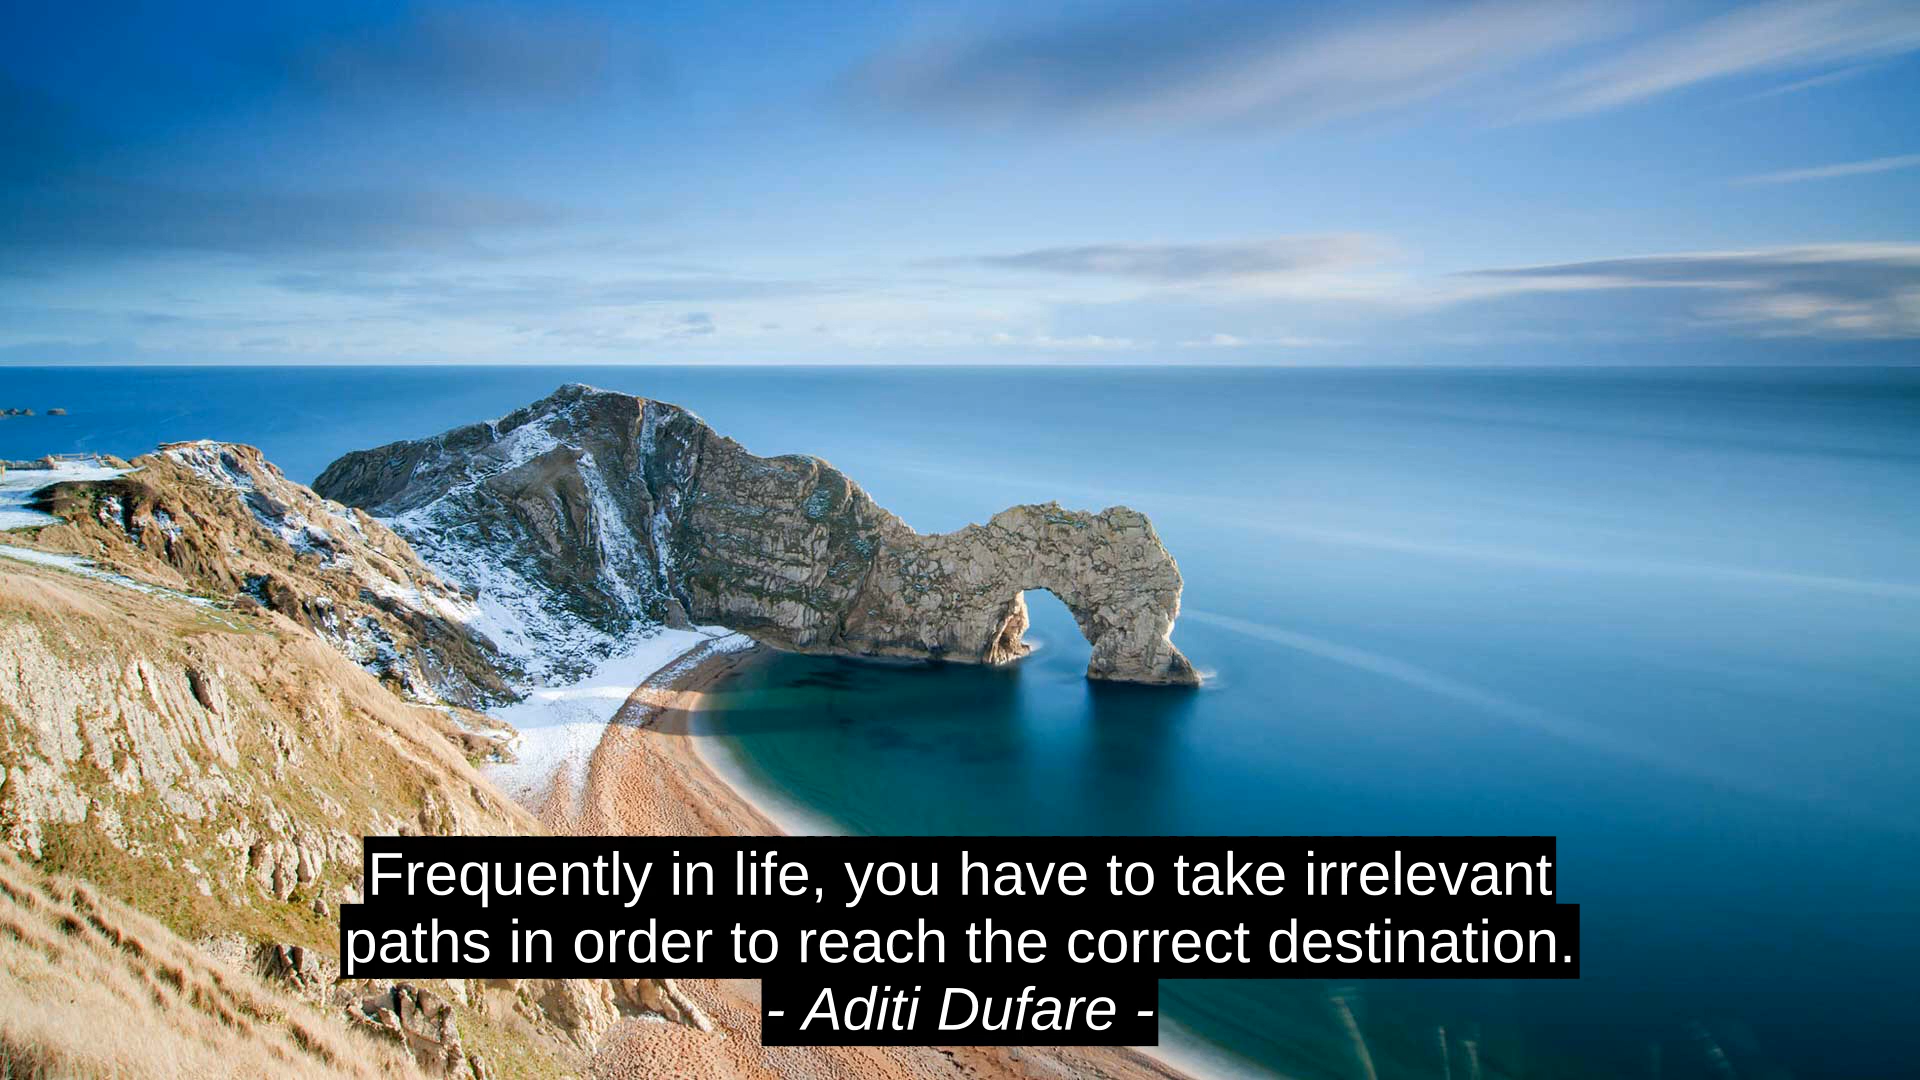 Frequently in life, you have to take irrelevant
paths in order to reach the correct destination.
- Aditi Dufare -